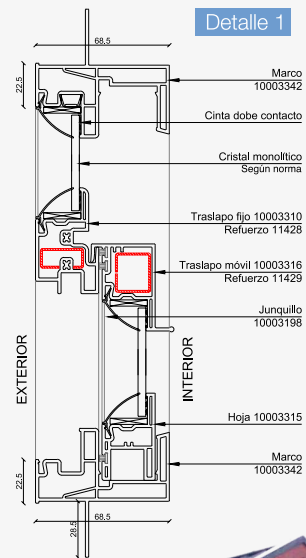 Detalle 1
68.5
22.5
Marco
10003342
Cinta dobe contacto
Cristal monolítico
Según norma
Traslapo fijo 10003310
Refuerzo 11428
Traslapo móvil 10003316
Refuerzo 11429
Junquillo
10003198
EXTERIOR
INTERIOR
Hoja 10003315
Marco
10003342
22.5
68.5
28.5